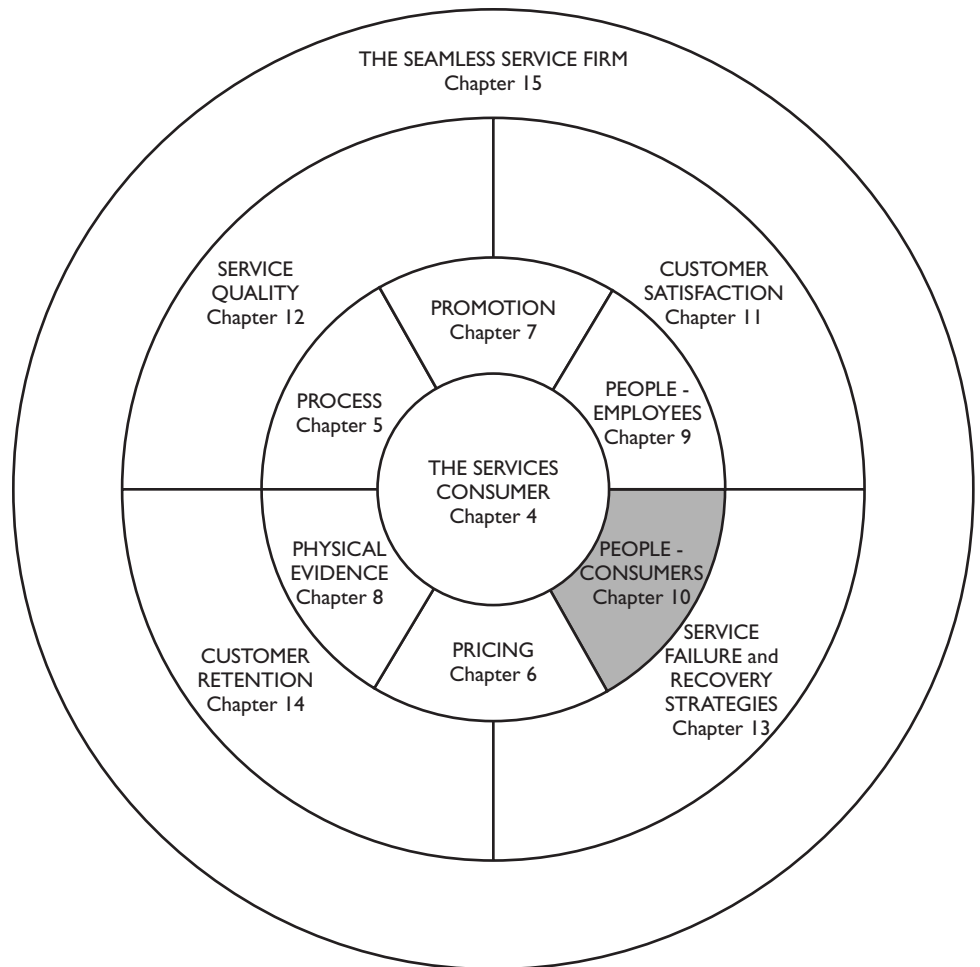 THE SEAMLESS SERVICE FIRM
Chapter 15
SERVICE
QUALITY
Chapter 12
CUSTOMER
SATISFACTION
Chapter 11
PROMOTION
Chapter 7
PROCESS
Chapter 5
PEOPLE -
EMPLOYEES
Chapter 9
THE SERVICES
CONSUMER
Chapter 4
PHYSICAL
EVIDENCE
Chapter 8
PEOPLE -
CONSUMERS
Chapter 10
PRICING
Chapter 6
CUSTOMER
RETENTION
Chapter 14
SERVICE
FAILURE and
RECOVERY
STRATEGIES
Chapter 13